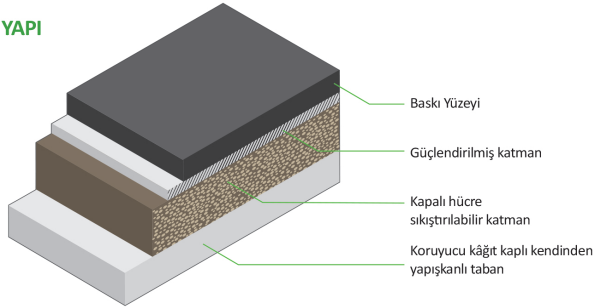 YAPI
Baskı Yüzeyi
Güçlendirilmiş katman
Kapalı hücre
sıkıştırılabilir katman
Koruyucu kâğıt kaplı kendinden
yapışkanlı taban